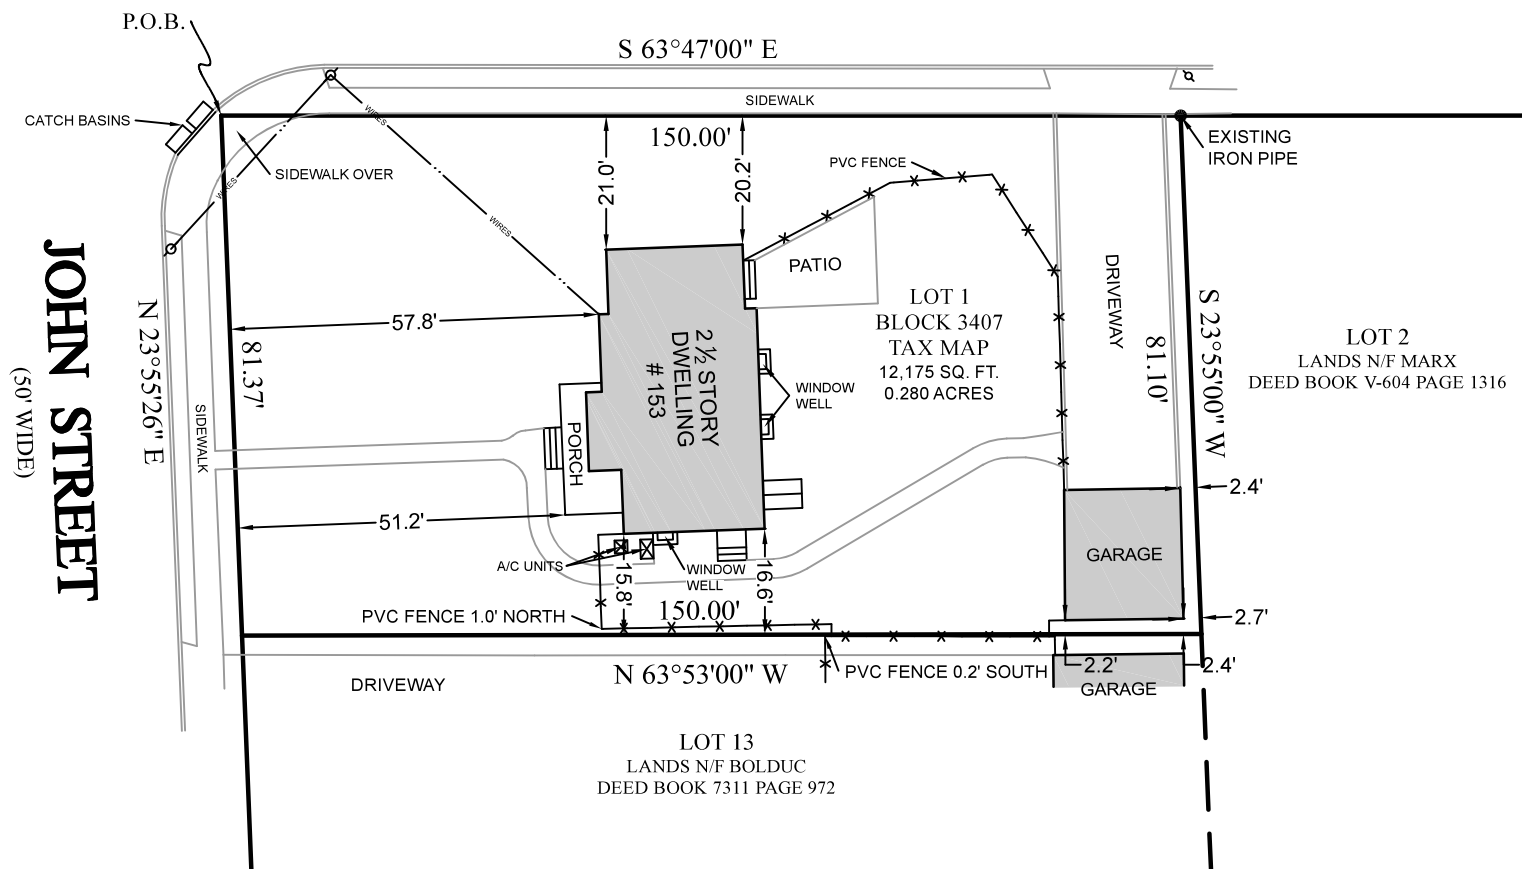 P.O.B.
S 63°47'00" E
CATCH BASINS
WIRES
SIDEWALK
150.00'
EXISTING
IRON PIPE
SIDEWALK OVER
WIRES
21.0'
20.2'
PVC FENCE
WIRES
PATIO
DRIVEWAY
JOHN STREET
(50' WIDE)
N 23°55'26" E
57.8'
81.37'
SIDEWALK
2 ½ STORY
DWELLING
# 153
LOT 1
BLOCK 3407
TAX MAP
12,175 SQ. FT.
0.280 ACRES
WINDOW
WELL
81.10'
S 23°55'00" W
LOT 2
LANDS N/F MARX
DEED BOOK V-604 PAGE 1316
PORCH
51.2'
2.4'
GARAGE
A/C UNITS
15.8'
WINDOW
WELL
16.6'
PVC FENCE 1.0' NORTH
150.00'
2.7'
N 63°53'00" W
PVC FENCE 0.2' SOUTH
2.2'
2.4'
DRIVEWAY
GARAGE
LOT 13
LANDS N/F BOLDUC
DEED BOOK 7311 PAGE 972